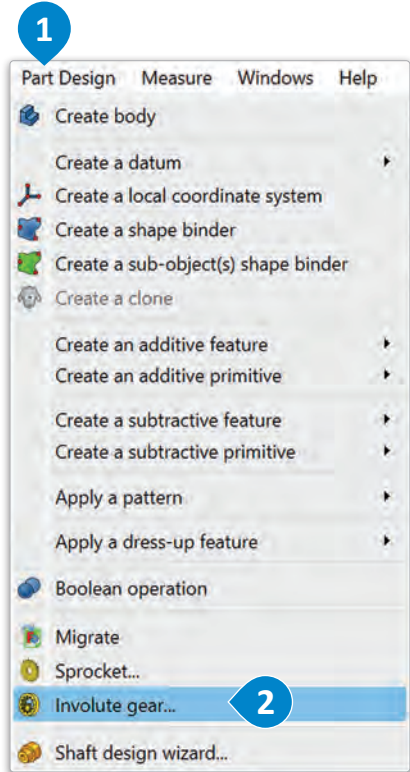 1
Part Design Measure Windows Help
Create body
Create a datum
Create a local coordinate system
Create a shape binder
Create a sub-object(s) shape binder
Create a clone
Create an additive feature
Create an additive primitive
Create a subtractive feature
Create a subtractive primitive
Apply a pattern
Apply a dress-up feature
Boolean operation
Migrate
Sprocket...
Involute gear... 2
Shaft design wizard...